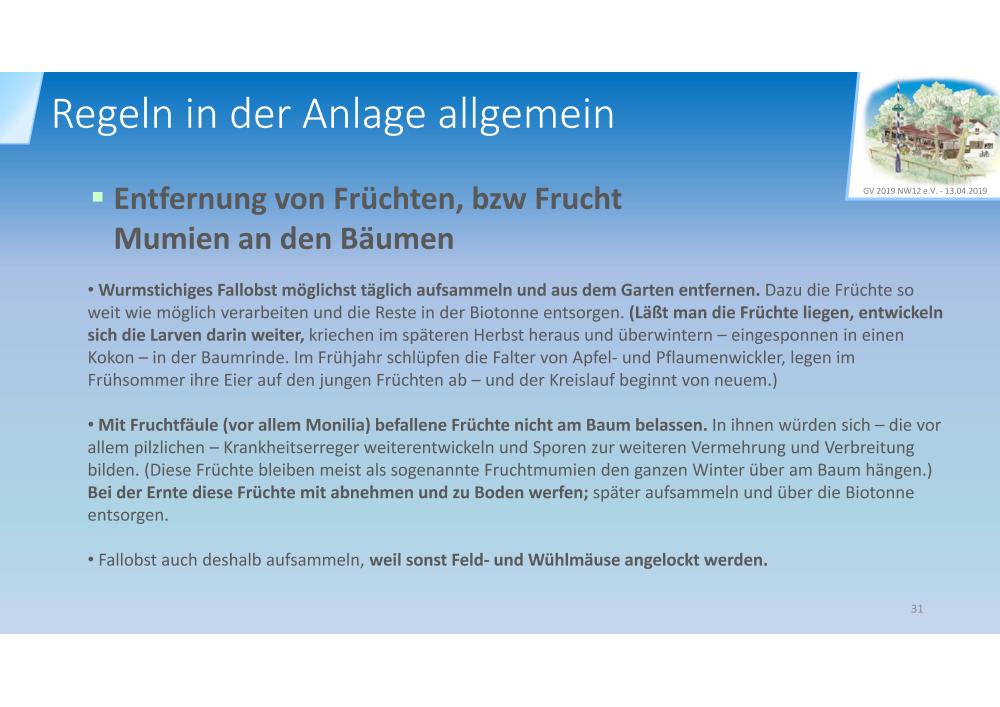 Regeln in der Anlage allgemein
GV 2019 NW12 e.V. - 13.04.2019
▪ Entfernung von Früchten, bzw Frucht
Mumien an den Bäumen
• Wurmstichiges Fallobst möglichst täglich aufsammeln und aus dem Garten entfernen. Dazu die Früchte so
weit wie möglich verarbeiten und die Reste in der Biotonne entsorgen. (Läßt man die Früchte liegen, entwickeln
sich die Larven darin weiter, kriechen im späteren Herbst heraus und überwintern – eingesponnen in einen
Kokon – in der Baumrinde. Im Frühjahr schlüpfen die Falter von Apfel- und Pflaumenwickler, legen im
Frühsommer ihre Eier auf den jungen Früchten ab – und der Kreislauf beginnt von neuem.)
• Mit Fruchtfäule (vor allem Monilia) befallene Früchte nicht am Baum belassen. In ihnen würden sich – die vor
allem pilzlichen – Krankheitserreger weiterentwickeln und Sporen zur weiteren Vermehrung und Verbreitung
bilden. (Diese Früchte bleiben meist als sogenannte Fruchtmumien den ganzen Winter über am Baum hängen.)
Bei der Ernte diese Früchte mit abnehmen und zu Boden werfen; später aufsammeln und über die Biotonne
entsorgen.
• Fallobst auch deshalb aufsammeln, weil sonst Feld- und Wühlmäuse angelockt werden.
31